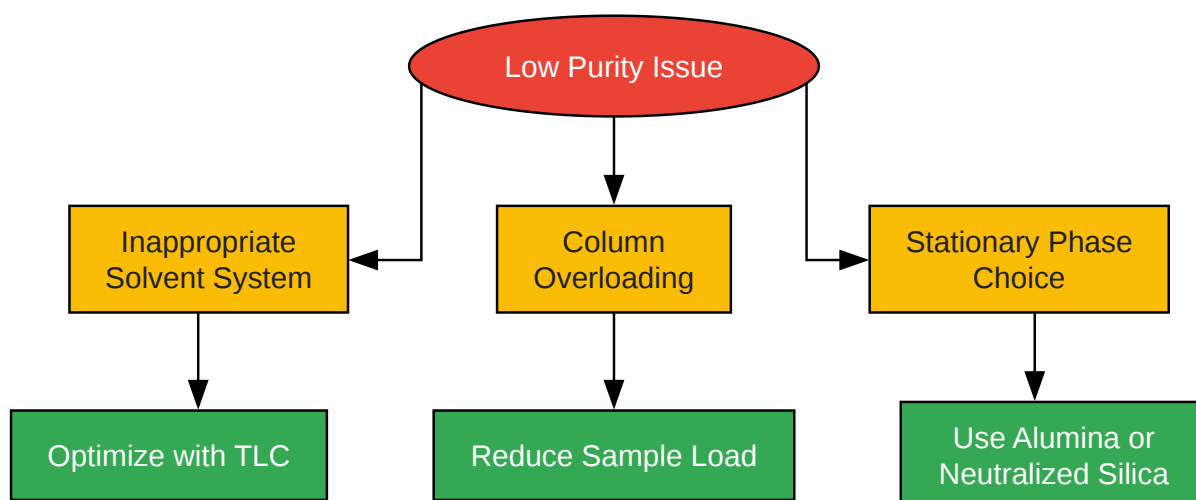 Low Purity Issue
Inappropriate
Solvent System
Column
Overloading
Stationary Phase
Choice
Optimize with TLC
Reduce Sample Load
Use Alumina or
Neutralized Silica